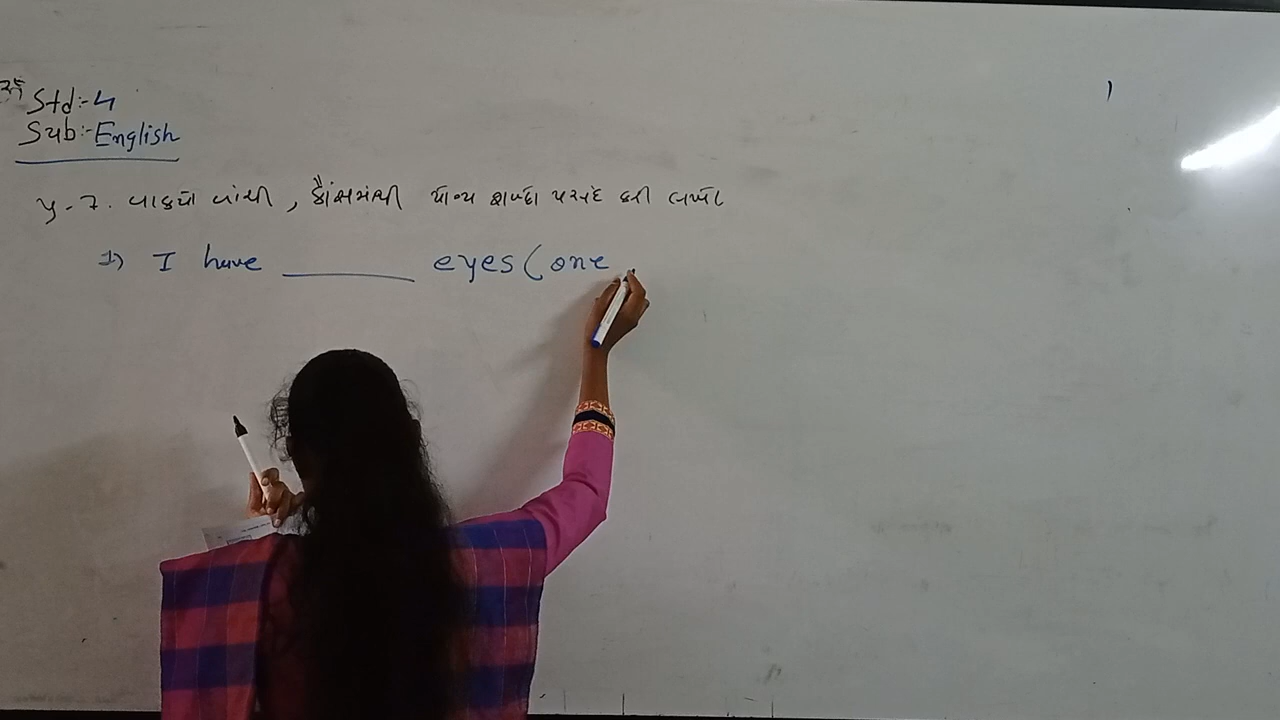 Std:- 4
Sub:- English
પ્ર-7. વાક્યો વાંચી, કૌંસમાંથી યોગ્ય શબ્દો પસંદ કરી લખો
1) I have ______ eyes (one